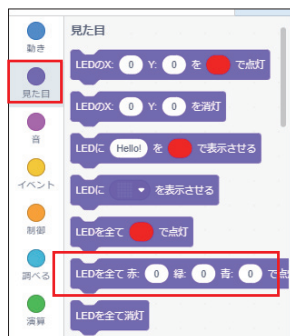 見た目
動き
見た目
音
イベント
制御
調べる
演算
LEDのX: 0 Y: 0 を で点灯
LEDのX: 0 Y: 0 を消灯
LEDに Hello! を で表示させる
LEDに を表示させる
LEDを全て で点灯
LEDを全て 赤: 0 緑: 0 青: 0 で点
LEDを全て消灯